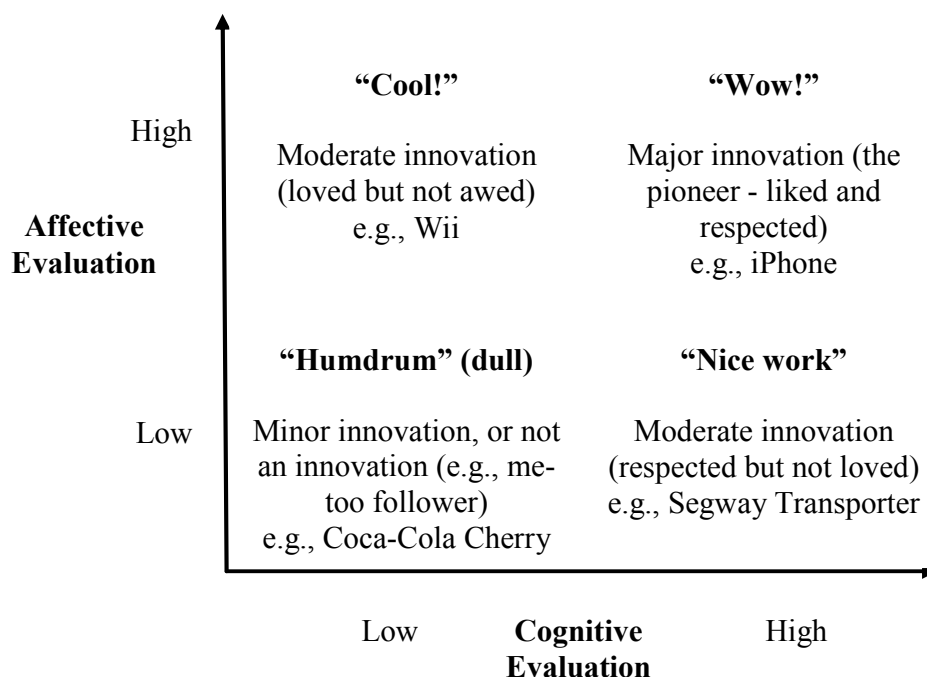 “Cool!”
Moderate innovation
(loved but not awed)
e.g., Wii
“Wow!”
Major innovation (the
pioneer - liked and
respected)
e.g., iPhone
High
Affective
Evaluation
“Humdrum” (dull)
Minor innovation, or not
an innovation (e.g., me-
too follower)
e.g., Coca-Cola Cherry
“Nice work”
Moderate innovation
(respected but not loved)
e.g., Segway Transporter
Low
Low
Cognitive
Evaluation
High